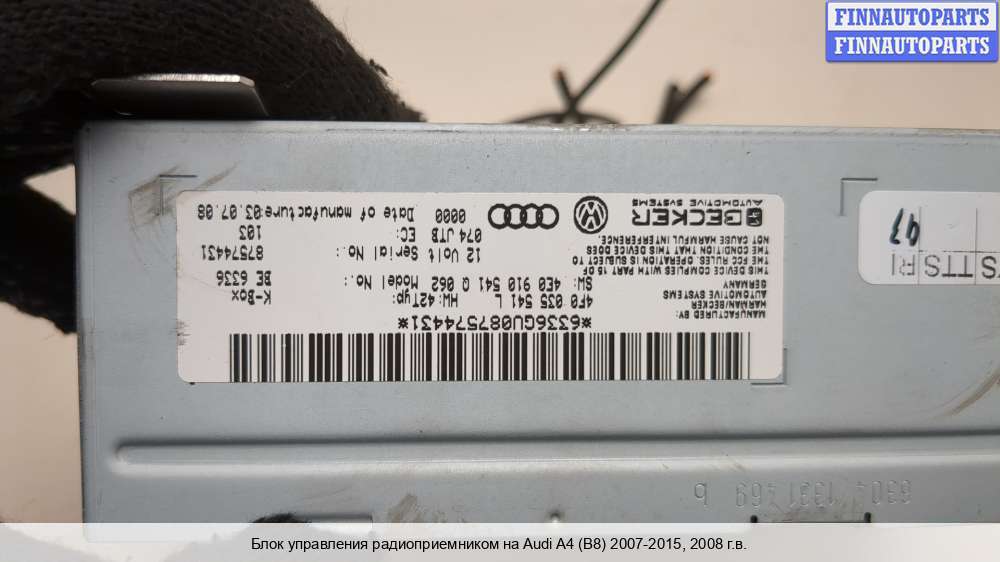 FINNAUTOPARTS
FINNAUTOPARTS
*6336GU087574431*
MANUFACTURED BY:
HARMAN/BECKER
AUTOMOTIVE SYSTEMS
GERMANY
THIS DEVICE COMPLIES WITH PART 15 OF
THE FCC RULES. OPERATION IS SUBJECT TO
THE CONDITION THAT THIS DEVICE DOES
NOT CAUSE HARMFUL INTERFERENCE.
BECKER
AUTOMOTIVE SYSTEMS
4F0 035 541 L HW:42Typ: K-Box
SW: 4E0 910 541 Q 062 Model No.: BE 6336
12 Volt Serial No.: 87574431
074 JTB EC: 103
0000 Date of manufacture:03.07.08
TTS RI
Блок управления радиоприемником на Audi A4 (B8) 2007-2015, 2008 г.в.